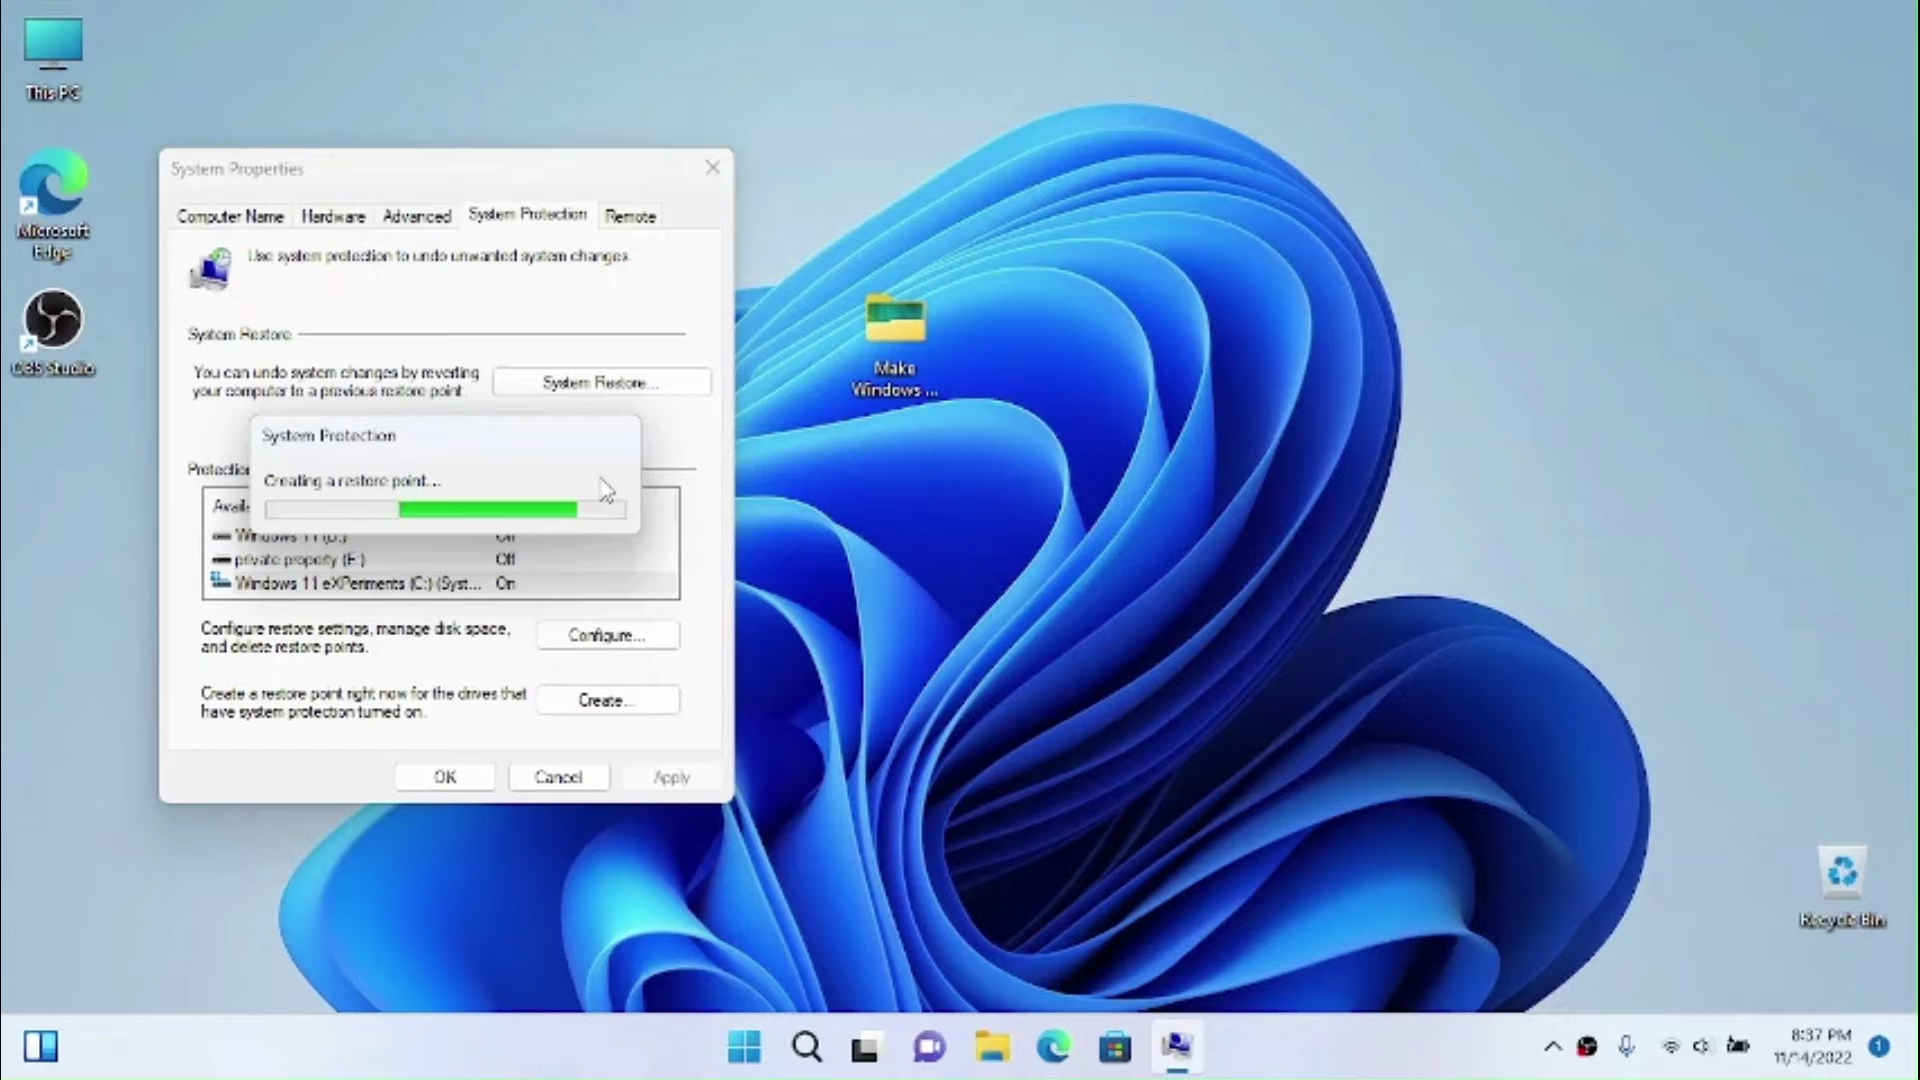 This PC
Microsoft
Edge
OBS Studio
System Properties
Computer Name
Hardware
Advanced
System Protection
Remote
Use system protection to undo unwanted system changes.
System Restore
You can undo system changes by reverting
your computer to a previous restore point
System Restore...
System Protection
Creating a restore point...
Protection
Availa
private property (E:) Off
Windows 11 eXPeriments (C:) (Syst... On
Configure restore settings, manage disk space,
and delete restore points.
Configure...
Create a restore point right now for the drives that
have system protection turned on.
Create...
OK
Cancel
Apply
Make
Windows ...
Recycle Bin
8:37 PM
11/14/2022
1